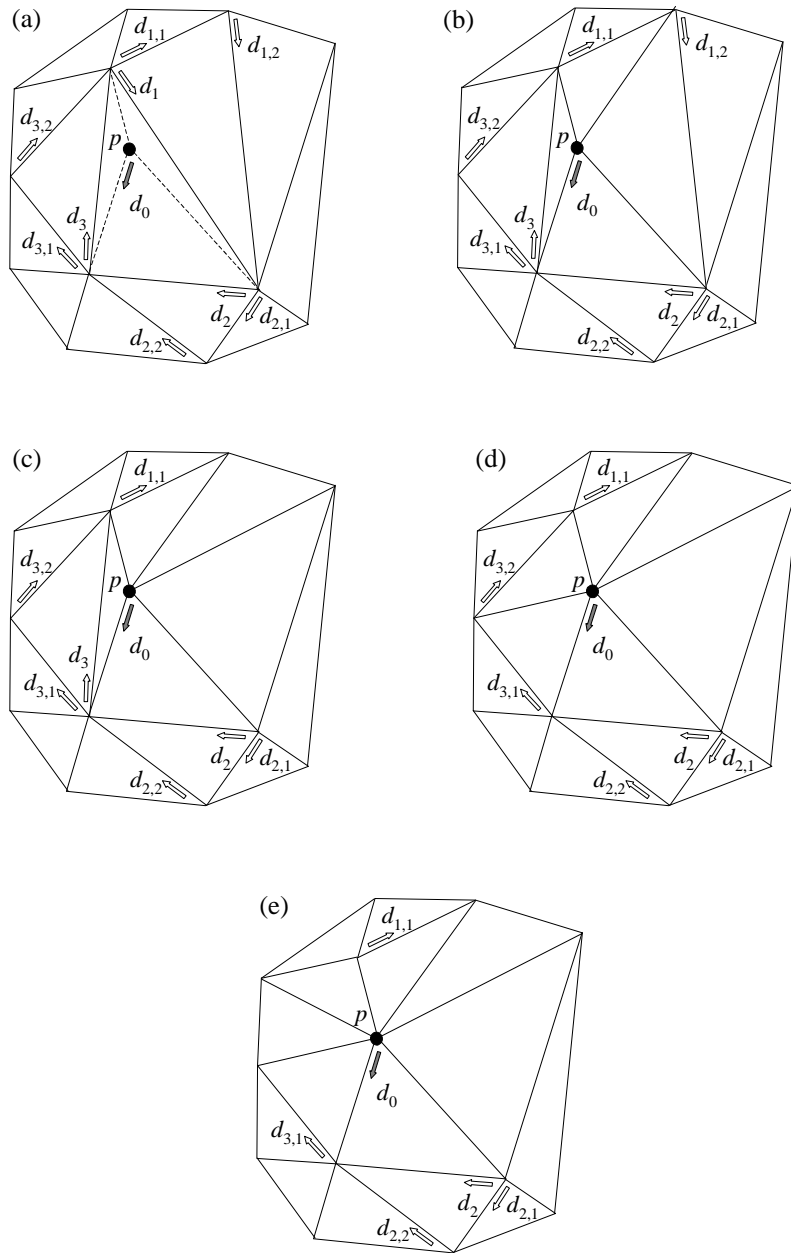 (a)
d1,1
d1,2
d1
p
d3,2
d0
d3
d3,1
d2
d2,1
d2,2
(b)
d1,1
d1,2
p
d3,2
d0
d3
d3,1
d2
d2,1
d2,2
(c)
d1,1
d3,2
p
d0
d3
d3,1
d2
d2,1
d2,2
(d)
d1,1
d3,2
p
d0
d3,1
d2
d2,1
d2,2
(e)
d1,1
p
d0
d3,1
d2
d2,1
d2,2